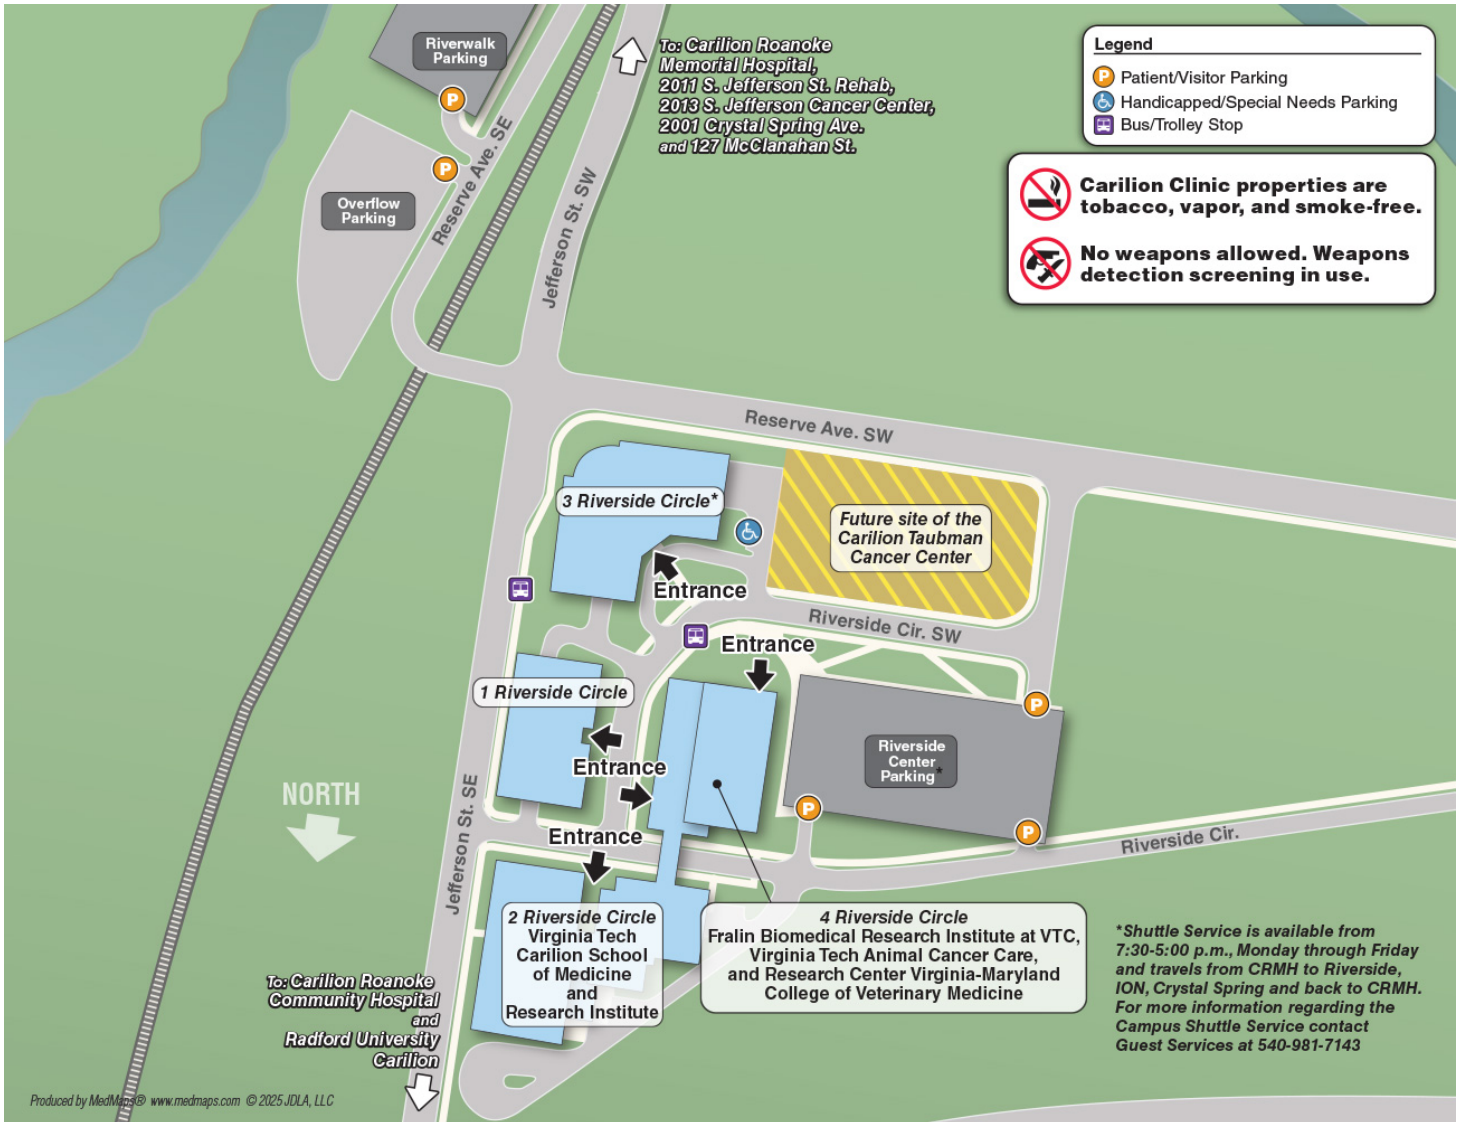 Riverwalk
Parking
P
P
Overflow
Parking
Reserve Ave. SE
Jefferson St. SW
To: Carilion Roanoke
Memorial Hospital,
2011 S. Jefferson St. Rehab,
2013 S. Jefferson Cancer Center,
2001 Crystal Spring Ave.
and 127 McClanahan St.
Legend
P Patient/Visitor Parking
Handicapped/Special Needs Parking
Bus/Trolley Stop
Carilion Clinic properties are
tobacco, vapor, and smoke-free.
No weapons allowed. Weapons
detection screening in use.
Reserve Ave. SW
3 Riverside Circle*
Future site of the
Carilion Taubman
Cancer Center
Entrance
Riverside Cir. SW
Entrance
1 Riverside Circle
P
Riverside
Center
Parking*
Entrance
P
P
Riverside Cir.
NORTH
Jefferson St. SE
Entrance
2 Riverside Circle
Virginia Tech
Carilion School
of Medicine
and
Research Institute
4 Riverside Circle
Fralin Biomedical Research Institute at VTC,
Virginia Tech Animal Cancer Care,
and Research Center Virginia-Maryland
College of Veterinary Medicine
*Shuttle Service is available from
7:30-5:00 p.m., Monday through Friday
and travels from CRMH to Riverside,
ION, Crystal Spring and back to CRMH.
For more information regarding the
Campus Shuttle Service contact
Guest Services at 540-981-7143
To: Carilion Roanoke
Community Hospital
and
Radford University
Carilion
Produced by MedMaps® www.medmaps.com © 2025 JDLA, LLC